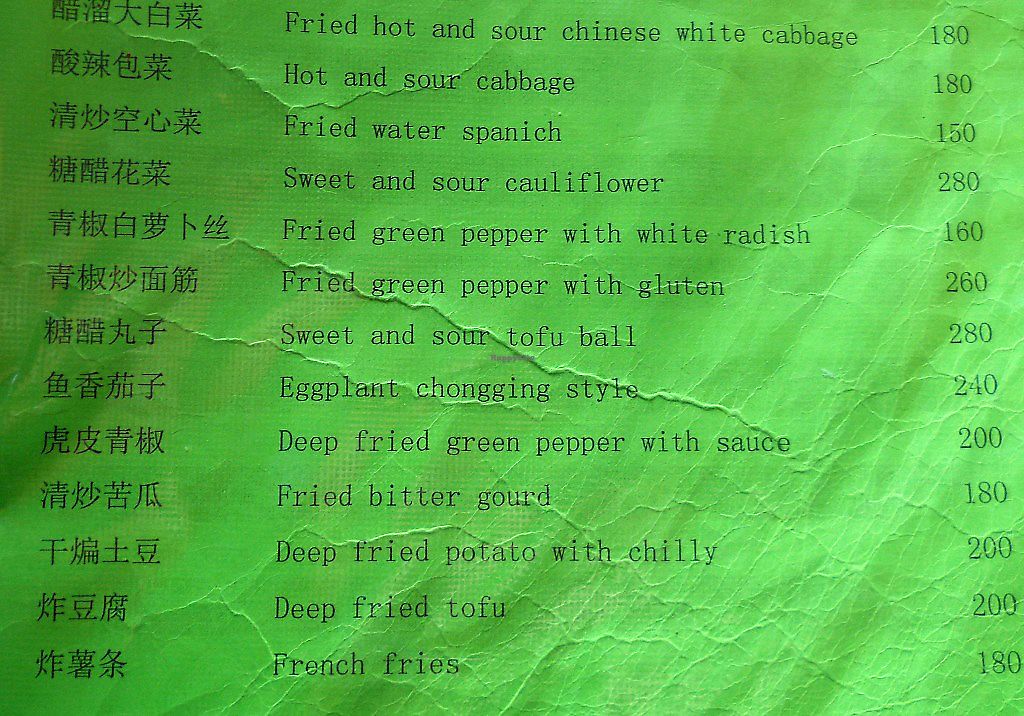 醋溜大白菜 Fried hot and sour chinese white cabbage 180
酸辣包菜 Hot and sour cabbage 180
清炒空心菜 Fried water spanich 150
糖醋花菜 Sweet and sour cauliflower 280
青椒白萝卜丝 Fried green pepper with white radish 160
青椒炒面筋 Fried green pepper with gluten 260
糖醋丸子 Sweet and sour tofu ball 280
HappyCow
鱼香茄子 Eggplant chongging style 240
虎皮青椒 Deep fried green pepper with sauce 200
清炒苦瓜 Fried bitter gourd 180
干煸土豆 Deep fried potato with chilly 200
炸豆腐 Deep fried tofu 200
炸薯条 French fries 180